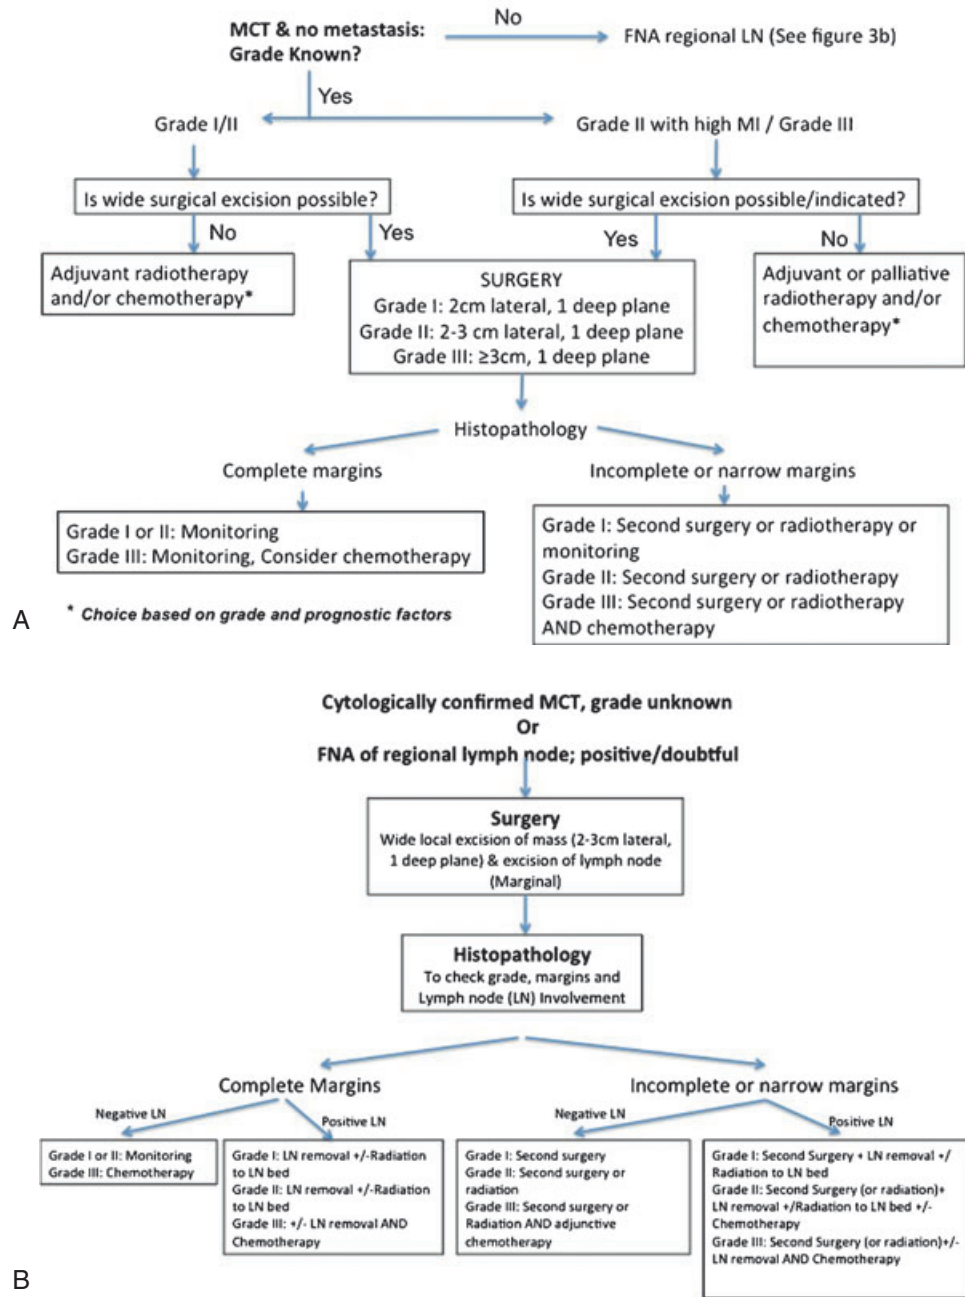 MCT & no metastasis:
Grade Known?
No
FNA regional LN (See figure 3b)
Yes
Grade I/II
Grade II with high MI / Grade III
Is wide surgical excision possible?
Is wide surgical excision possible/indicated?
No
Yes
Yes
No
Adjuvant radiotherapy
and/or chemotherapy*
SURGERY
Grade I: 2cm lateral, 1 deep plane
Grade II: 2-3 cm lateral, 1 deep plane
Grade III: ≥3cm, 1 deep plane
Adjuvant or palliative
radiotherapy and/or
chemotherapy*
Histopathology
Complete margins
Incomplete or narrow margins
Grade I or II: Monitoring
Grade III: Monitoring, Consider chemotherapy
Grade I: Second surgery or radiotherapy or
monitoring
Grade II: Second surgery or radiotherapy
Grade III: Second surgery or radiotherapy
AND chemotherapy
* Choice based on grade and prognostic factors
A
Cytologically confirmed MCT, grade unknown
Or
FNA of regional lymph node; positive/doubtful
Surgery
Wide local excision of mass (2-3cm lateral,
1 deep plane) & excision of lymph node
(Marginal)
Histopathology
To check grade, margins and
Lymph node (LN) Involvement
Complete Margins
Incomplete or narrow margins
Negative LN
Positive LN
Negative LN
Positive LN
Grade I or II: Monitoring
Grade III: Chemotherapy
Grade I: LN removal +/-Radiation
to LN bed
Grade II: LN removal +/-Radiation
to LN bed
Grade III: +/- LN removal AND
Chemotherapy
Grade I: Second surgery
Grade II: Second surgery or
radiation
Grade III: Second surgery or
Radiation AND adjunctive
chemotherapy
Grade I: Second Surgery + LN removal +/
Radiation to LN bed
Grade II: Second Surgery (or radiation)+
LN removal +/Radiation to LN bed +/-
Chemotherapy
Grade III: Second Surgery (or radiation)+/-
LN removal AND Chemotherapy
B